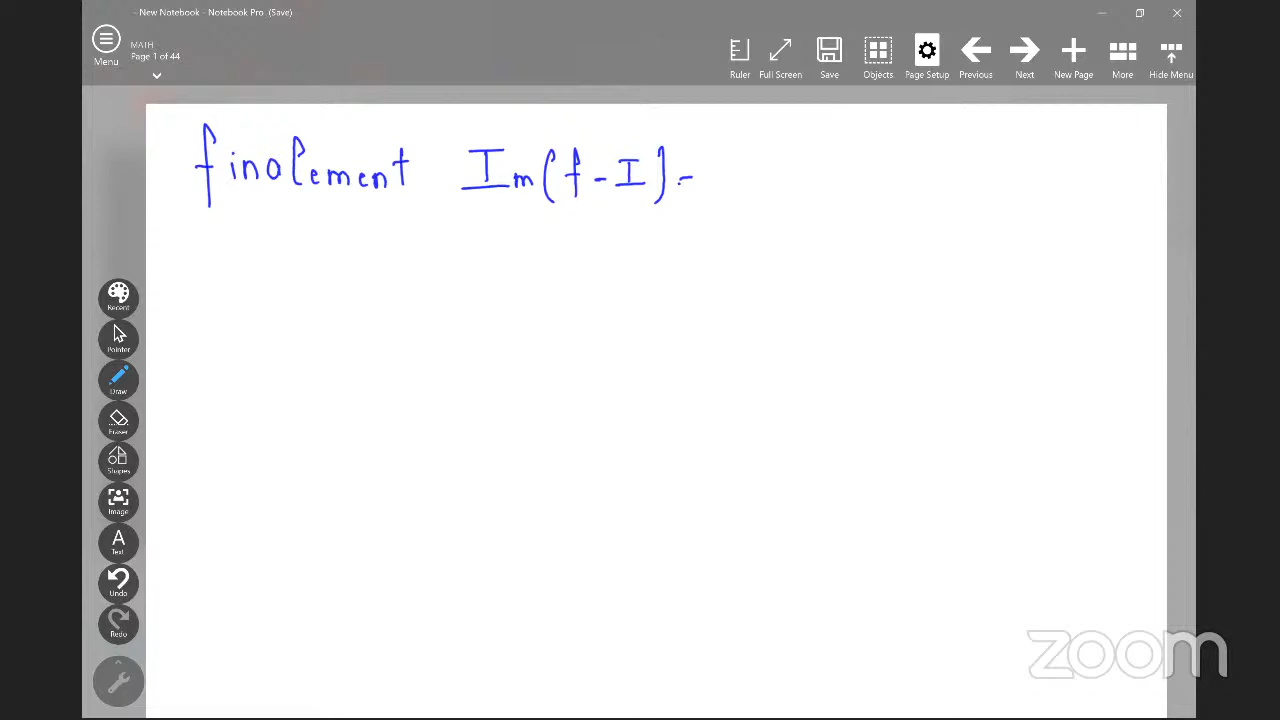 - New Notebook - Notebook Pro (Save)
Menu
MATH
Page 1 of 44
Ruler Full Screen Save Objects Page Setup Previous Next New Page More Hide Menu
finalement Im(f-I)=
Recent
Pointer
Draw
Eraser
Shapes
Image
A
Text
Undo
Redo
zoom